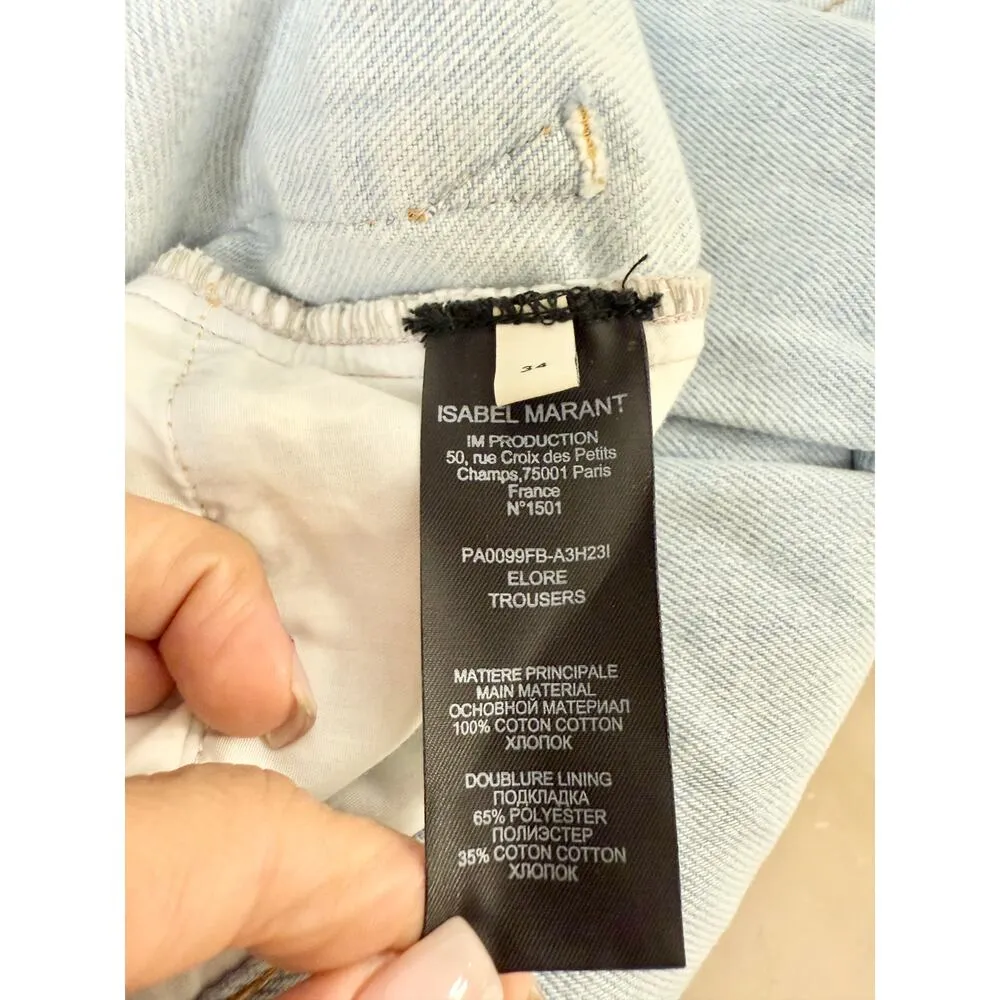 34
ISABEL MARANT
IM PRODUCTION
50, rue Croix des Petits
Champs,75001 Paris
France
N°1501
PA0099FB-A3H23I
ELORE
TROUSERS
MATIERE PRINCIPALE
MAIN MATERIAL
ОСНОВНОЙ МАТЕРИАЛ
100% COTON COTTON
ХЛОПОК
DOUBLURE LINING
ПОДКЛАДКА
65% POLYESTER
ПОЛИЭСТЕР
35% COTON COTTON
ХЛОПОК